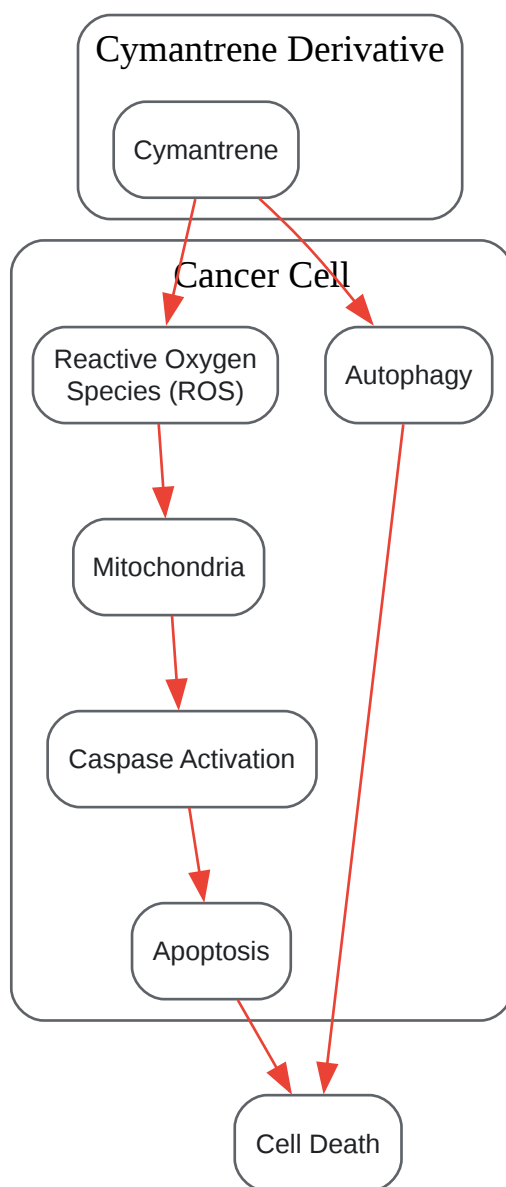 Cymantrene Derivative
Cymantrene
Cancer Cell
Reactive Oxygen
Species (ROS)
Autophagy
Mitochondria
Caspase Activation
Apoptosis
Cell Death